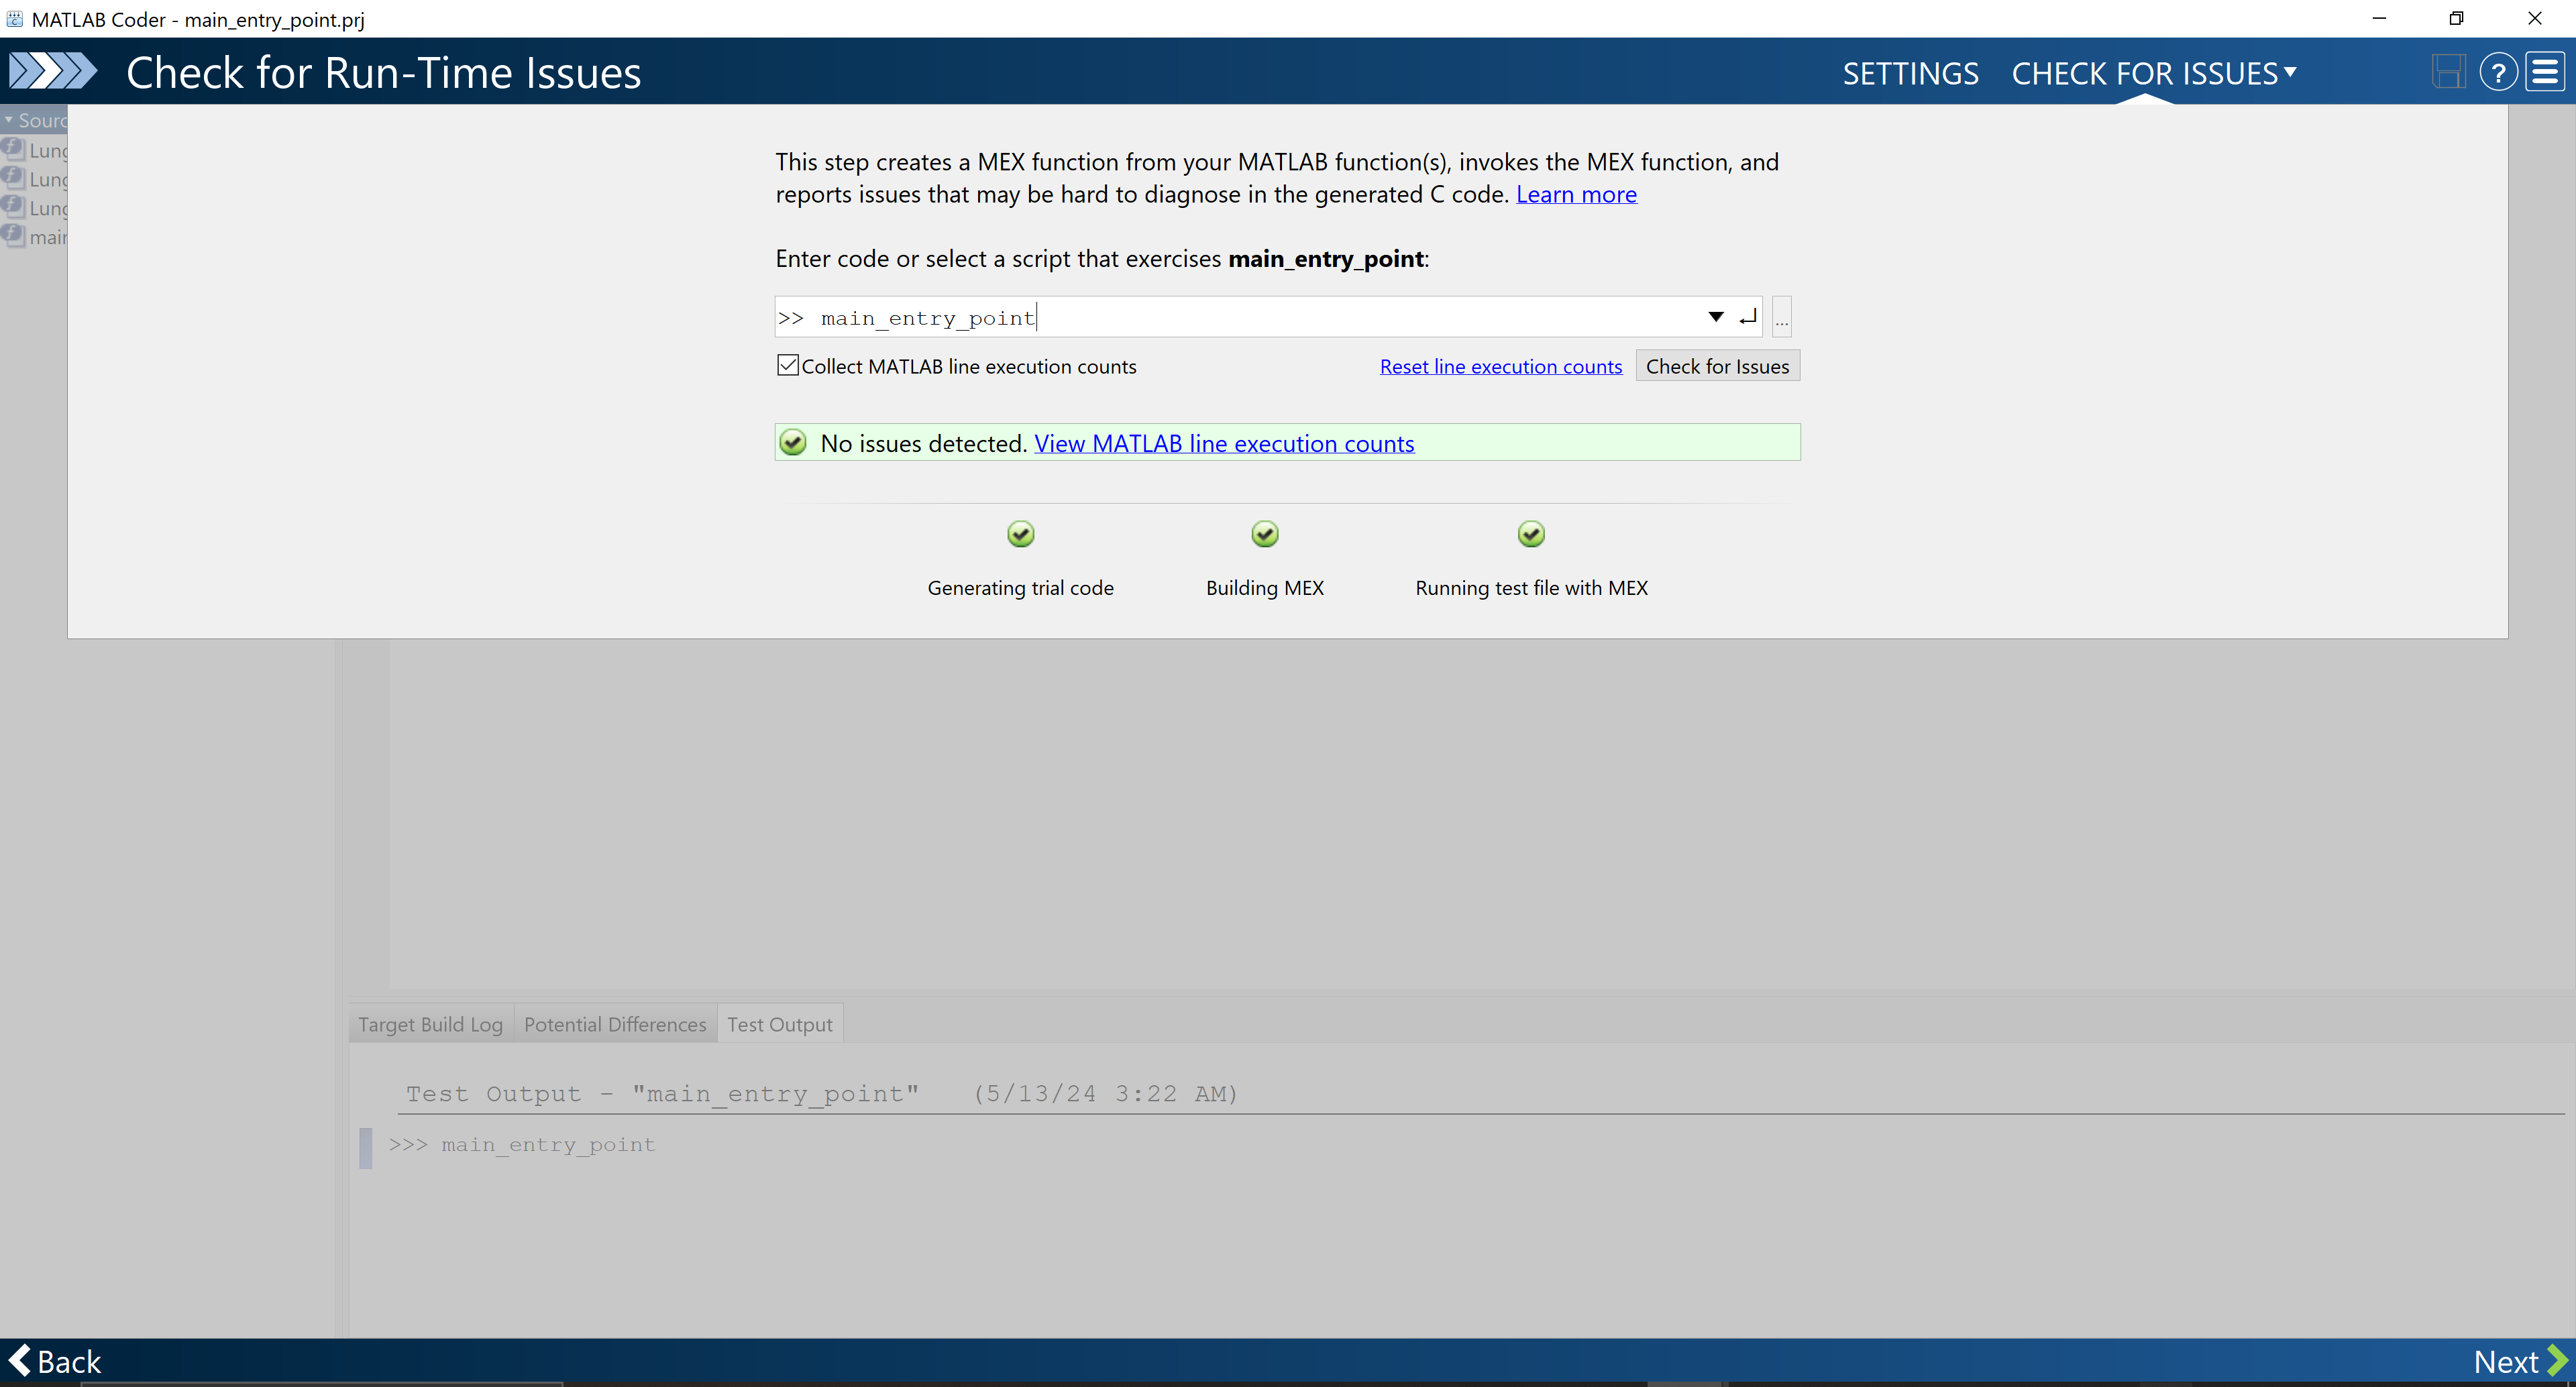 MATLAB Coder - main_entry_point.prj
Check for Run-Time Issues
SETTINGS
CHECK FOR ISSUES
?
Sourc
Lung
Lung
Lung
main
This step creates a MEX function from your MATLAB function(s), invokes the MEX function, and
reports issues that may be hard to diagnose in the generated C code. Learn more
Enter code or select a script that exercises main_entry_point:
>> main_entry_point
...
Collect MATLAB line execution counts
Reset line execution counts
Check for Issues
No issues detected. View MATLAB line execution counts
Generating trial code
Building MEX
Running test file with MEX
Target Build Log
Potential Differences
Test Output
Test Output - "main_entry_point" (5/13/24 3:22 AM)
>>> main_entry_point
Back
Next